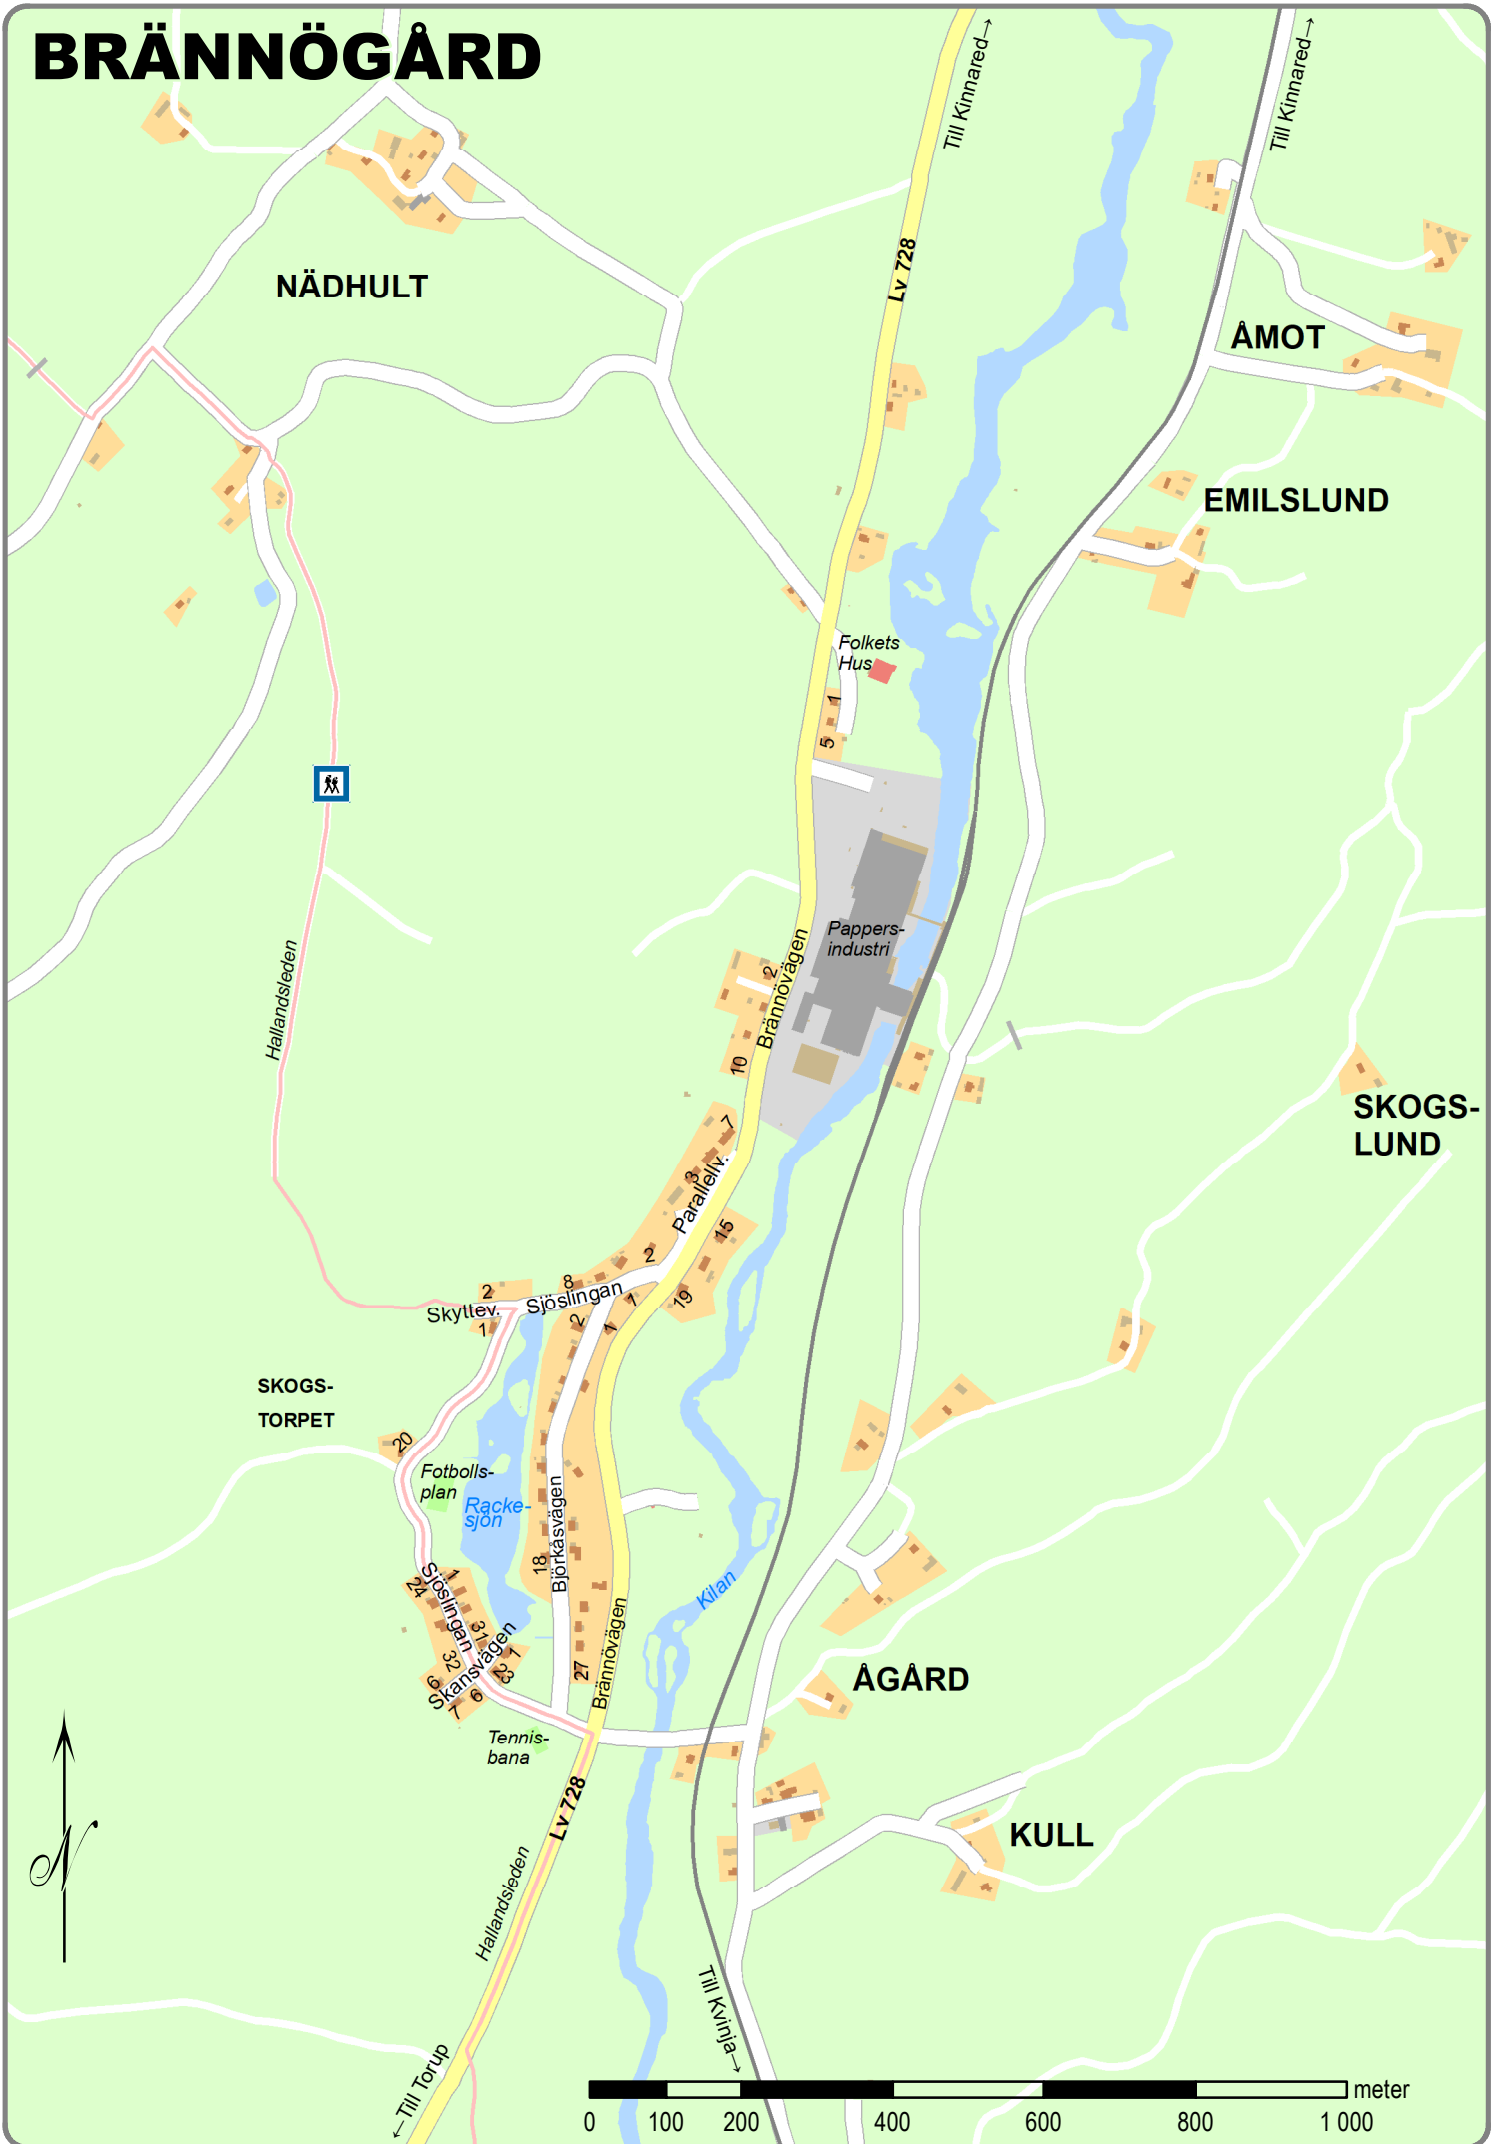 BRÄNNÖGÅRD
Till Kinnared→
Till Kinnared→
Lv 728
NÄDHULT
ÅMOT
EMILSLUND
Folkets
Hus
1
5
Pappers-
industri
Brännövägen
2
10
Hallandsleden
SKOGS-
LUND
7
3
Parallellv.
15
2
19
8
Sjöslingan
1
2
Skyttev.
1
2
1
SKOGS-
TORPET
20
Fotbolls-
plan
Racke-
sjön
Björkåsvägen
18
27
Kilan
Brännövägen
24
1
Sjöslingan
31
32
Skansvägen
1
2
33
6
6
7
ÅGÅRD
Tennis-
bana
Lv 728
KULL
N
Hallandsleden
Till Kvinja→
←Till Torup
meter
0 100 200 400 600 800 1 000